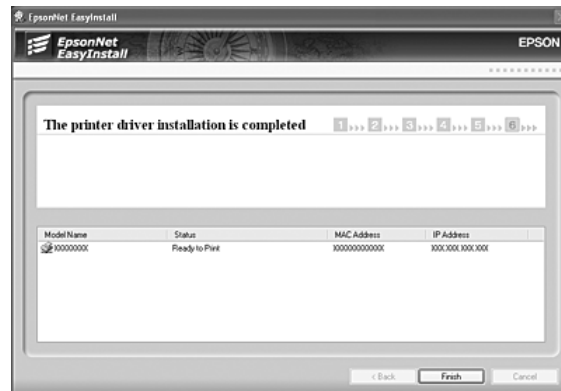 EpsonNet EasyInstall
EpsonNet
EasyInstall
EPSON
The printer driver installation is completed
1 2 3 4 5 6
Model Name Status MAC Address IP Address
XXXXXXXX Ready to Print XXXXXXXXXXXX XXX.XXX.XXX.XXX
< Back Finish Cancel